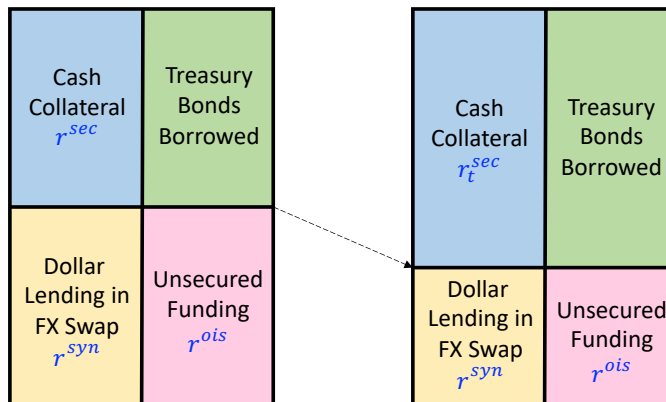 Cash
Collateral
r^{sec}
Treasury
Bonds
Borrowed
Dollar
Lending in
FX Swap
r^{syn}
Unsecured
Funding
r^{ois}
Cash
Collateral
r_t^{sec}
Treasury
Bonds
Borrowed
Dollar
Lending in
FX Swap
r^{syn}
Unsecured
Funding
r^{ois}